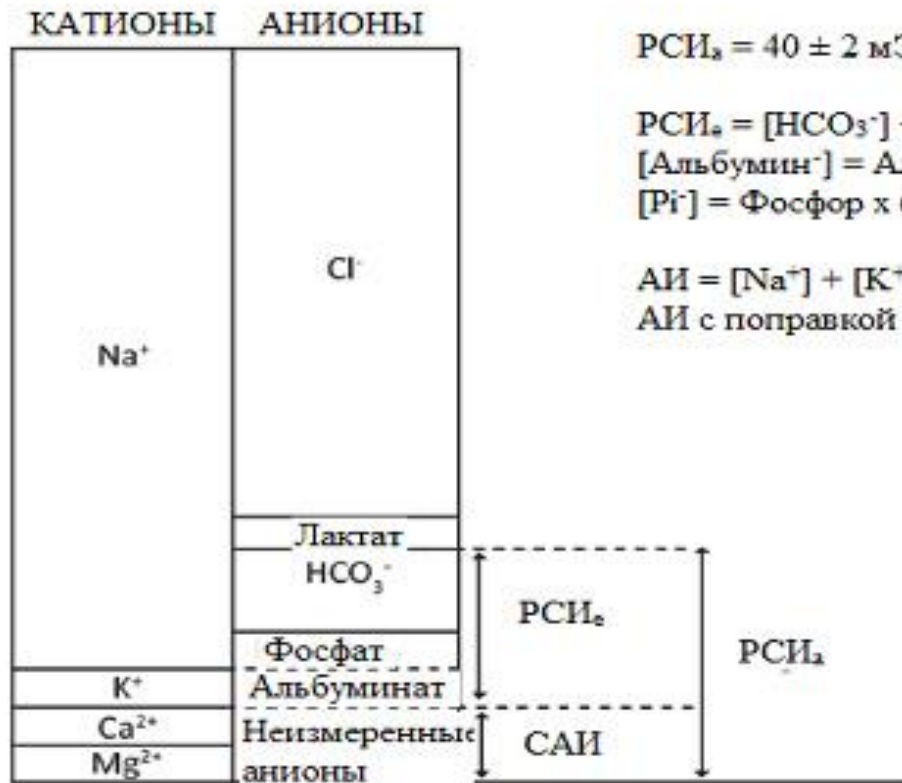 КАТИОНЫ АНИОНЫ
Na⁺
K⁺
Ca²⁺
Mg²⁺
Cl⁻
Лактат
HCO₃⁻
Фосфат
Альбуминат
Неизмеренные
анионы
РСИₑ
САИ
РСИₐ
РСИₐ = 40 ± 2
РСИₑ = [HCO₃⁻]
[Альбумин⁻] =
[Pi⁻] = Фосфор x
АИ = [Na⁺] + [K⁺
АИ с поправкой